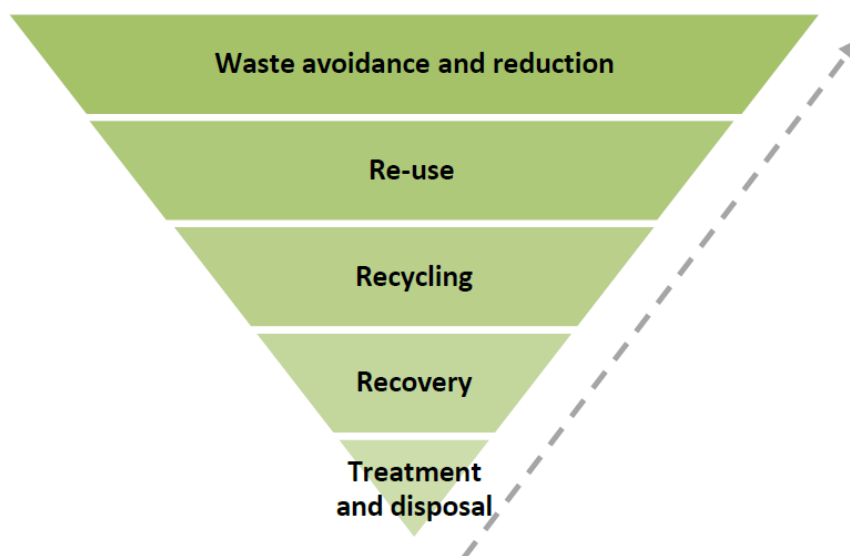 Waste avoidance and reduction
Re-use
Recycling
Recovery
Treatment
and disposal